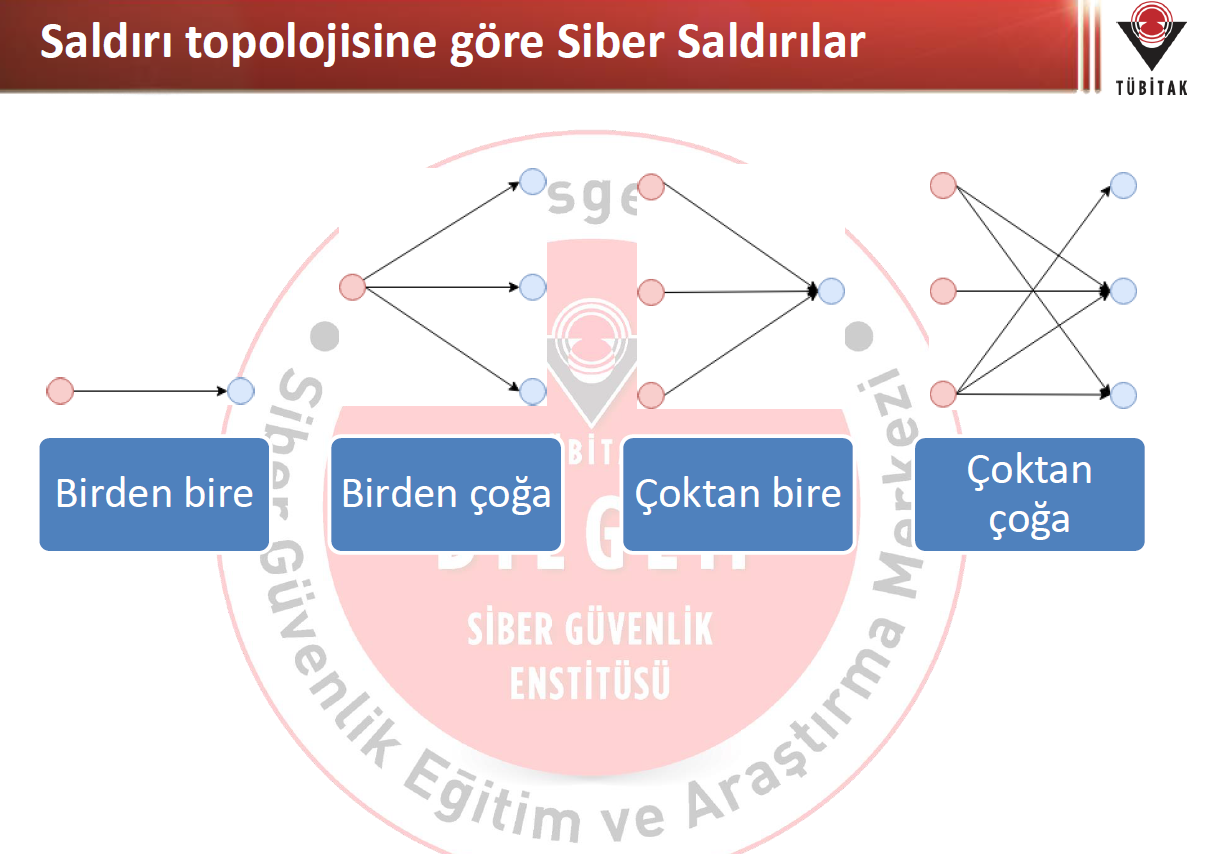 Saldırı topolojisine göre Siber Saldırılar
TÜBİTAK
Birden bire
Birden çoğa
Çoktan bire
Çoktan
çoğa
SİBER GÜVENLİK
ENSTİTÜSÜ
Siber Güvenlik Eğitim ve Araştırma Merkezi